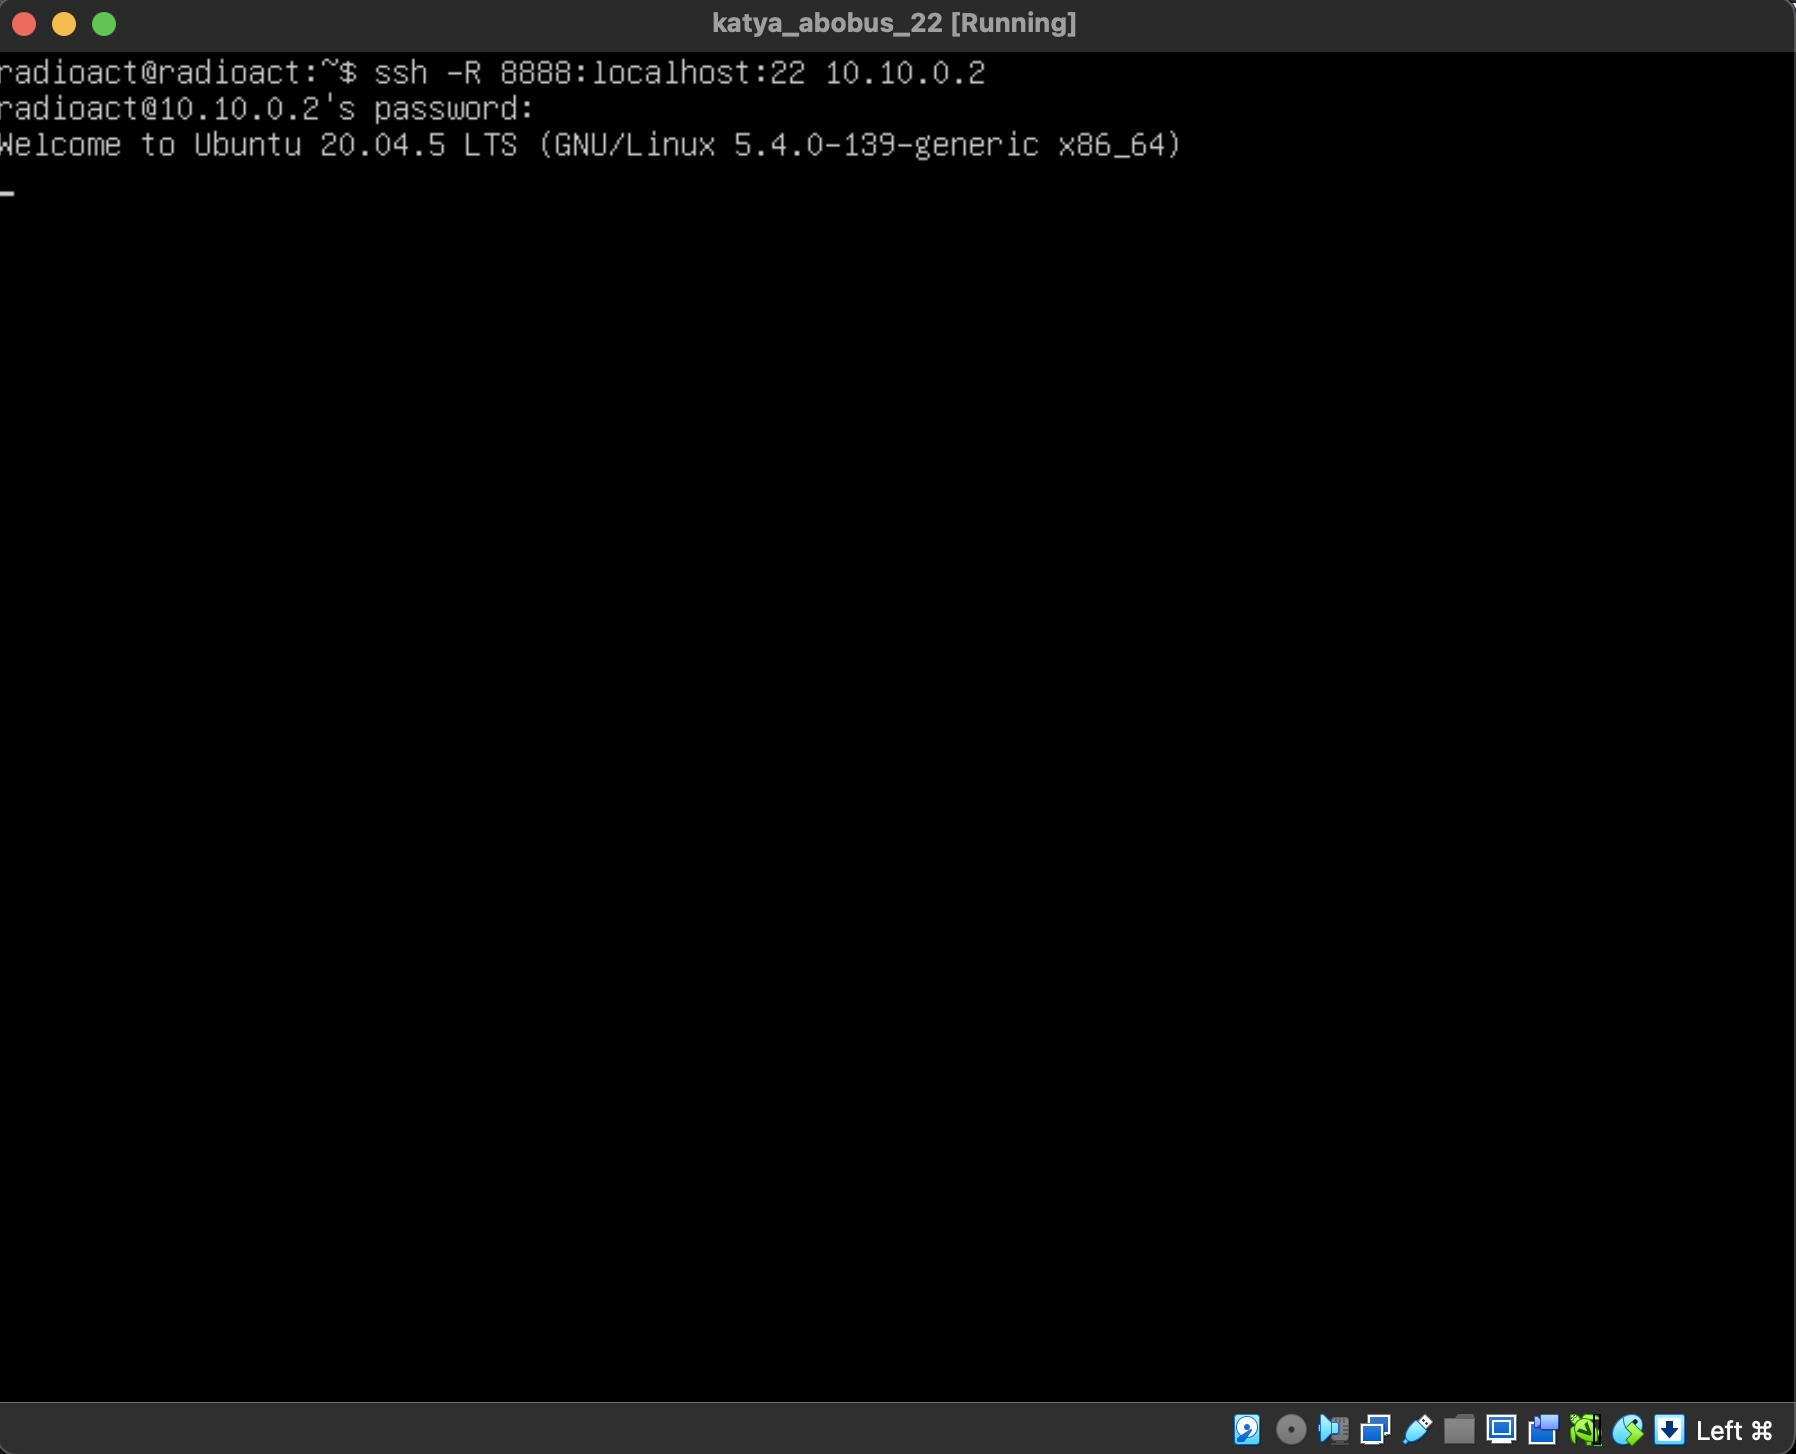 katya_abobus_22 [Running]
radioact@radioact:~$ ssh -R 8888:localhost:22 10.10.0.2
radioact@10.10.0.2's password:
Welcome to Ubuntu 20.04.5 LTS (GNU/Linux 5.4.0-139-generic x86_64)
Left ⌘